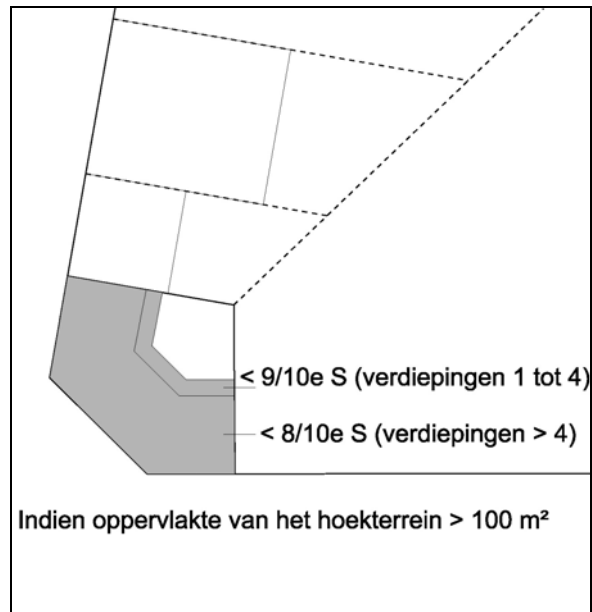 < 9/10e S (verdiepingen 1 tot 4)
< 8/10e S (verdiepingen > 4)
Indien oppervlakte van het hoekterrein > 100 m²